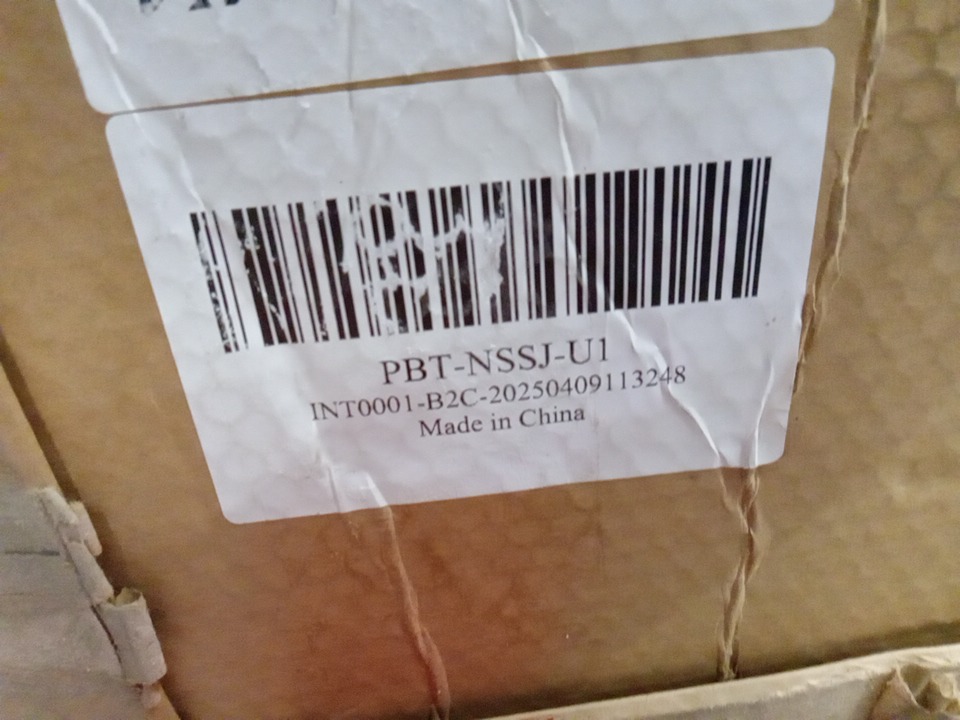 PBT-NSSJ-U1
INT0001-B2C-20250409113248
Made in China